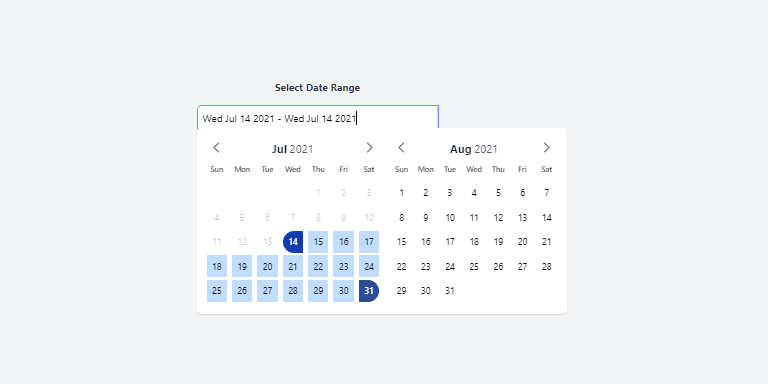 Select Date Range
Wed Jul 14 2021 - Wed Jul 14 2021
Jul 2021
Sun Mon Tue Wed Thu Fri Sat
1 2 3
4 5 6 7 8 9 10
11 12 13 14 15 16 17
18 19 20 21 22 23 24
25 26 27 28 29 30 31
Aug 2021
Sun Mon Tue Wed Thu Fri Sat
1 2 3 4 5 6 7
8 9 10 11 12 13 14
15 16 17 18 19 20 21
22 23 24 25 26 27 28
29 30 31